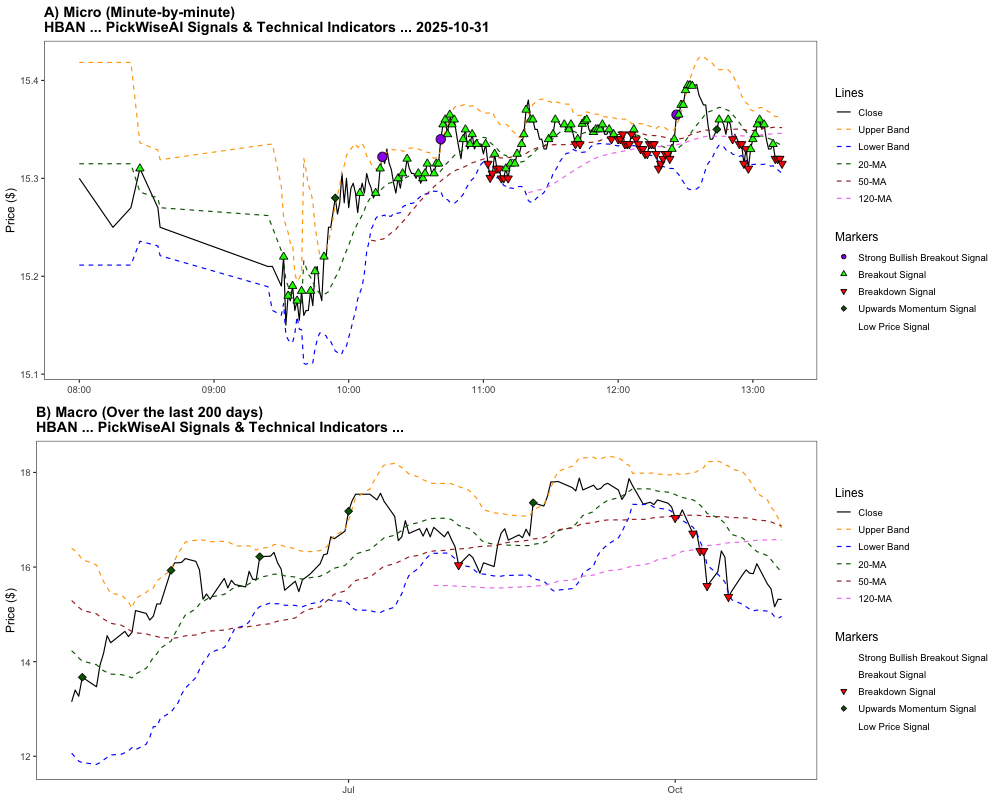 A) Micro (Minute-by-minute)
HBAN ... PickWiseAI Signals & Technical Indicators ... 2025-10-31
Price ($)
15.4
15.3
15.2
15.1
08:00 09:00 10:00 11:00 12:00 13:00
Lines
Close
Upper Band
Lower Band
20-MA
50-MA
120-MA
Markers
Strong Bullish Breakout Signal
Breakout Signal
Breakdown Signal
Upwards Momentum Signal
Low Price Signal
B) Macro (Over the last 200 days)
HBAN ... PickWiseAI Signals & Technical Indicators ...
Price ($)
18
16
14
12
Jul Oct
Lines
Close
Upper Band
Lower Band
20-MA
50-MA
120-MA
Markers
Strong Bullish Breakout Signal
Breakout Signal
Breakdown Signal
Upwards Momentum Signal
Low Price Signal